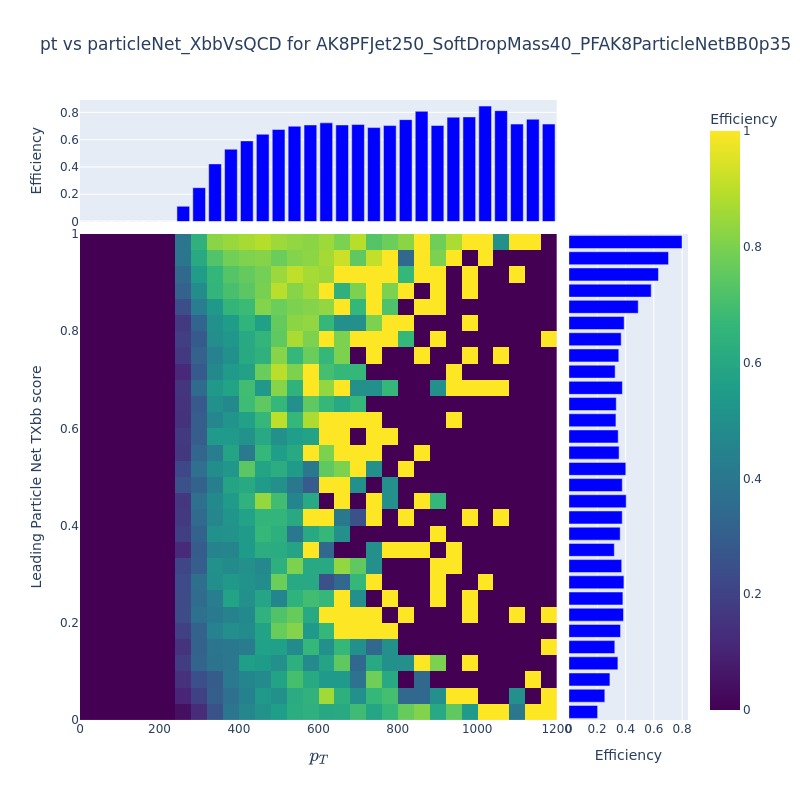 pt vs particleNet_XbbVsQCD for AK8PFJet250_SoftDropMass40_PFAK8ParticleNetBB0p35
Efficiency
0.8
0.6
0.4
0.2
0
Efficiency
1
0.8
0.6
0.4
0.2
0
Leading Particle Net TXbb score
1
0.8
0.6
0.4
0.2
0
0 200 400 600 800 1000 1200
p_T
0 0.2 0.4 0.6 0.8
Efficiency